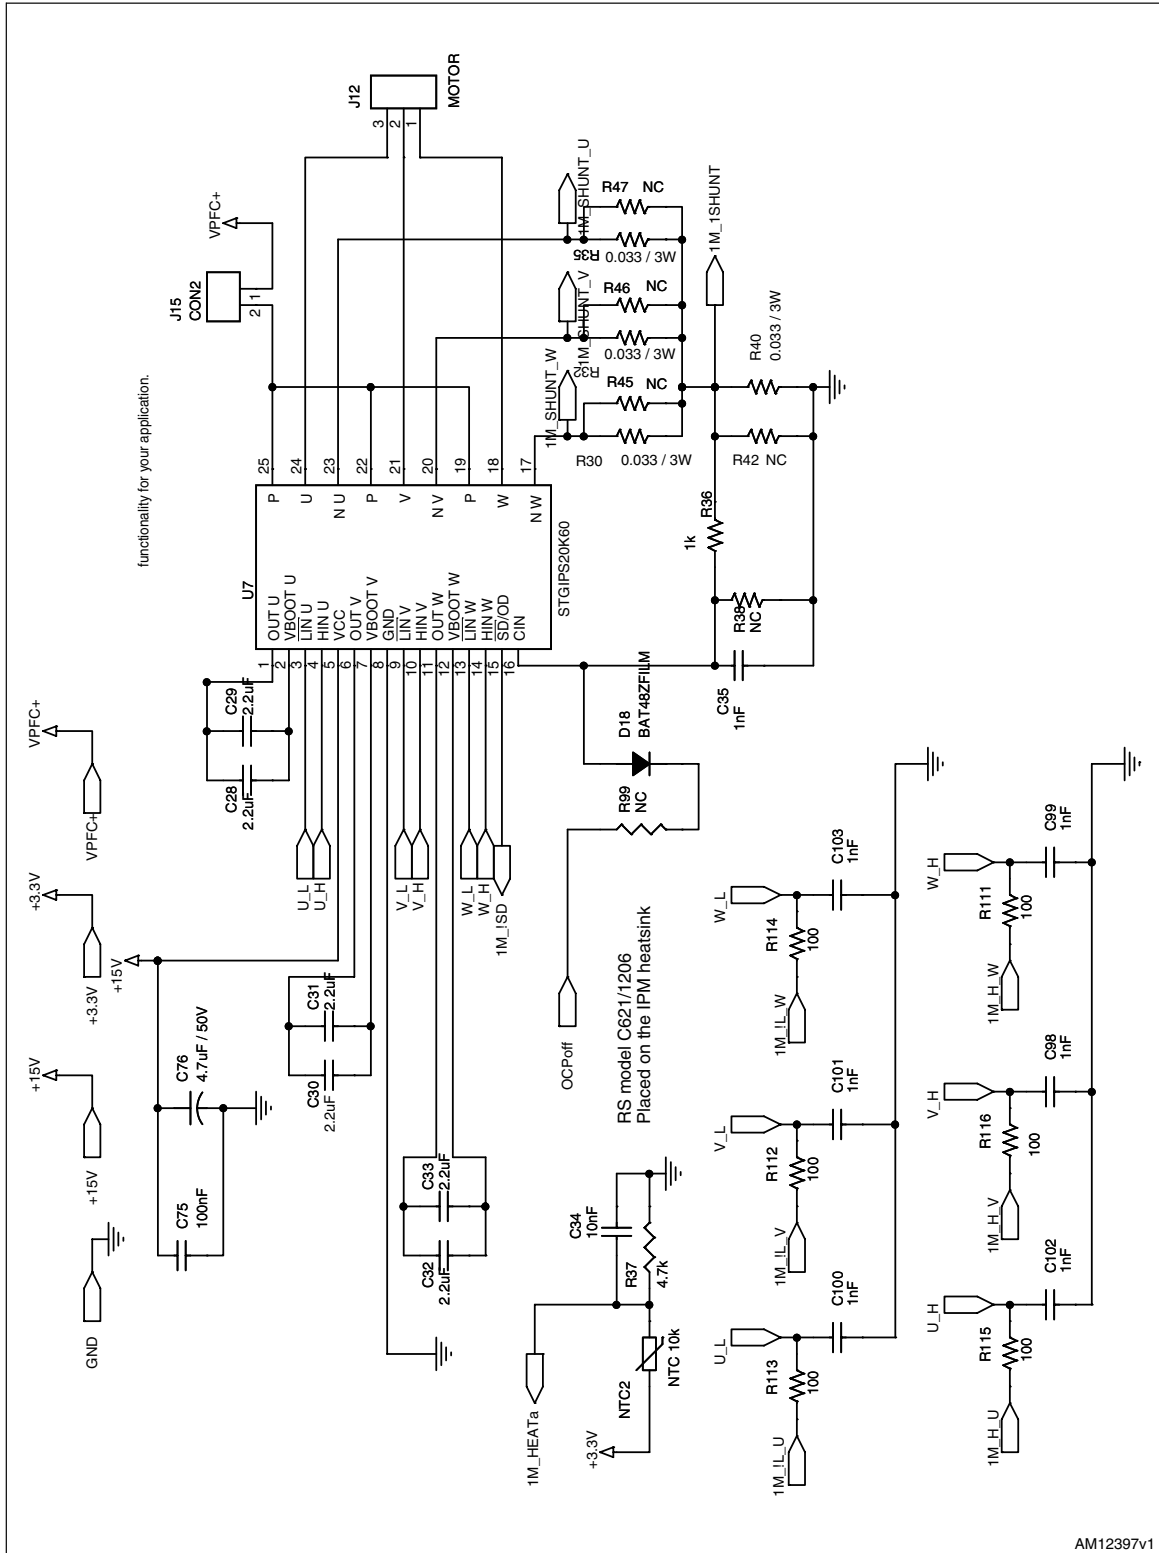 J12
MOTOR
3
2
1
VPFC+
J15
CON2
2
1
functionality for your application.
1M_SHUNT_U
R47 NC
R35
0.033 / 3W
1M_SHUNT_V
R46 NC
R32
0.033 / 3W
1M_SHUNT_W
R45 NC
R30
0.033 / 3W
1M_1SHUNT
R40
0.033 / 3W
R42 NC
R36
1k
R38
NC
C35
1nF
U7
STGIPS20K60
25 P
24 U
23 N U
22 P
21 V
20 N V
19 P
18 W
17 N W
1 OUT U
2 VBOOT U
3 LIN U
4 HIN U
5 VCC
6 OUT V
7 VBOOT V
8 GND
9 LIN V
10 HIN V
11 OUT W
12 VBOOT W
13 LIN W
14 HIN W
15 SD/OD
16 CIN
C29
2.2uF
C28
2.2uF
U_L
U_H
V_L
V_H
W_L
W_H
1M_!SD
D18
BAT48ZFILM
R99
NC
OCPoff
VPFC+
VPFC+
+3.3V
+3.3V
+15V
+15V
+15V
GND
C76
4.7uF / 50V
C75
100nF
C31
2.2uF
C30
2.2uF
C33
2.2uF
C32
2.2uF
RS model C621/1206
Placed on the IPM heatsink
C34
10nF
R37
4.7k
NTC2
NTC 10k
+3.3V
1M_HEATa
W_L
R114
100
C103
1nF
1M_!L_W
V_L
R112
100
C101
1nF
1M_!L_V
U_L
R113
100
C100
1nF
1M_!L_U
W_H
R111
100
C99
1nF
1M_H_W
V_H
R116
100
C98
1nF
1M_H_V
U_H
R115
100
C102
1nF
1M_H_U
AM12397v1